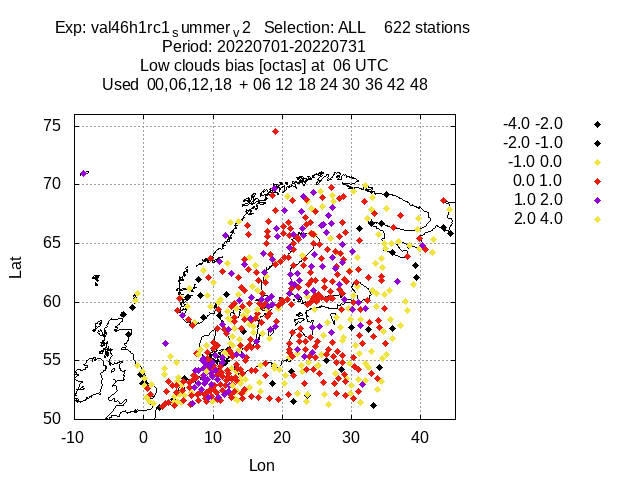 Exp: val46h1rc1summerv2   Selection: ALL    622 stations
Period: 20220701-20220731
Low clouds bias [octas] at  06 UTC
Used  00,06,12,18  + 06 12 18 24 30 36 42 48
-4.0 -2.0
-2.0 -1.0
-1.0 0.0
0.0 1.0
1.0 2.0
2.0 4.0
75
70
65
60
55
50
Lat
-10 0 10 20 30 40
Lon